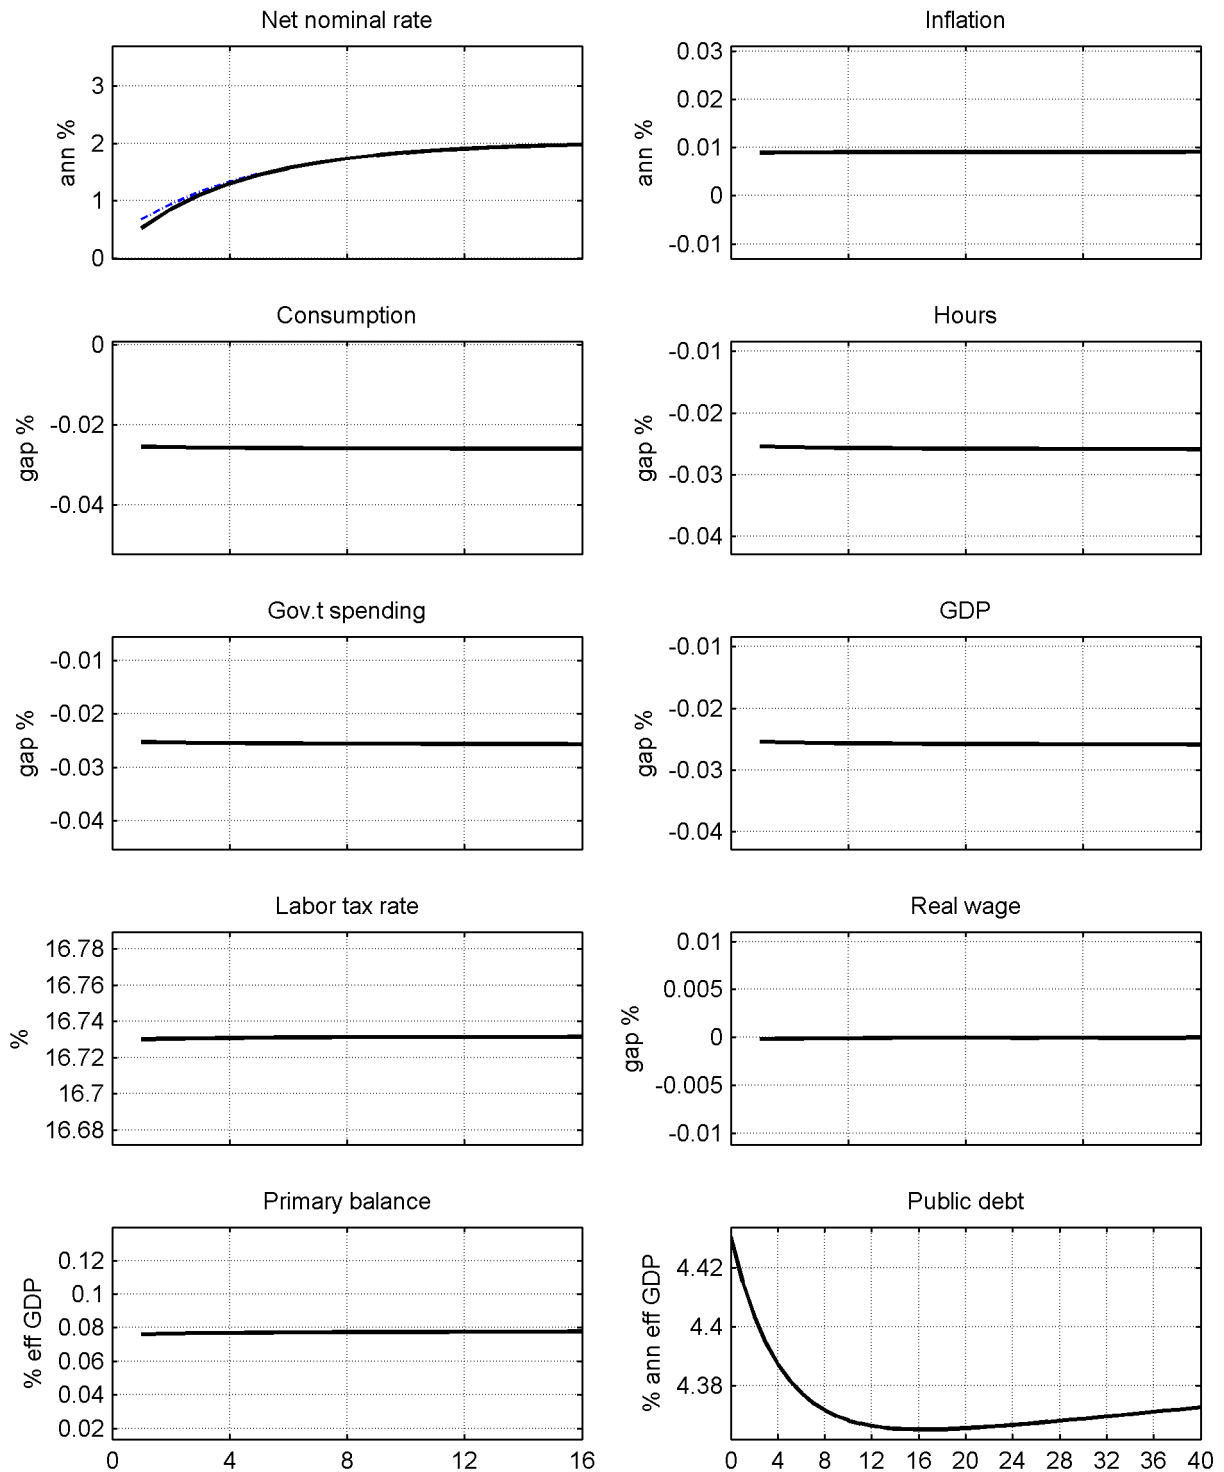 Net nominal rate
ann %
3
2
1
0
Inflation
ann %
0.03
0.02
0.01
0
-0.01
Consumption
gap %
0
-0.02
-0.04
Hours
gap %
-0.01
-0.02
-0.03
-0.04
Gov.t spending
gap %
-0.01
-0.02
-0.03
-0.04
GDP
gap %
-0.01
-0.02
-0.03
-0.04
Labor tax rate
%
16.78
16.76
16.74
16.72
16.7
16.68
Real wage
gap %
0.01
0.005
0
-0.005
-0.01
Primary balance
% eff GDP
0.12
0.1
0.08
0.06
0.04
0.02
0 4 8 12 16
Public debt
% ann eff GDP
4.42
4.4
4.38
0 4 8 12 16 20 24 28 32 36 40